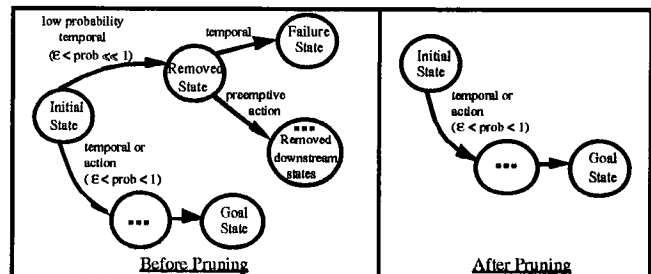 low probability
temporal
(ε < prob ≪ 1)
temporal
Failure
State
Removed
State
preemptive
action
...
Removed
downstream
states
Initial
State
temporal or
action
(ε < prob < 1)
...
Goal
State
Before Pruning
Initial
State
temporal or
action
(ε < prob < 1)
...
Goal
State
After Pruning